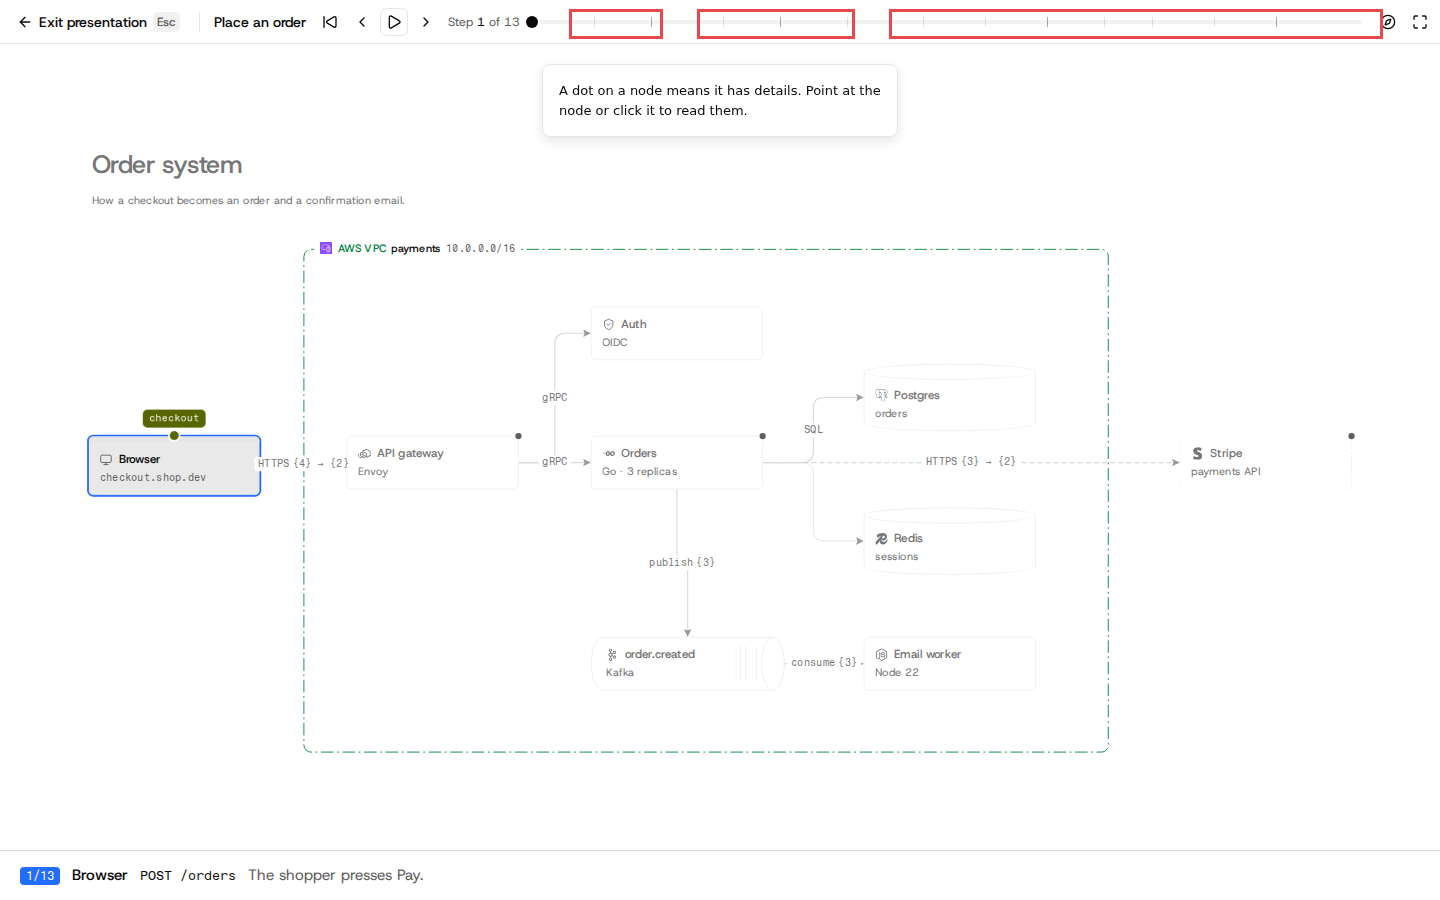 Exit presentation Esc Place an order Step 1 of 13
A dot on a node means it has details. Point at the
node or click it to read them.
Order system
How a checkout becomes an order and a confirmation email.
AWS VPC payments 10.0.0.0/16
Auth
OIDC
Postgres
orders
gRPC
checkout
SQL
Browser
checkout.shop.dev
HTTPS {4} → {2}
API gateway
Envoy
gRPC
Orders
Go · 3 replicas
HTTPS {3} → {2}
Stripe
payments API
Redis
sessions
publish {3}
order.created
Kafka
consume {3}
Email worker
Node 22
1/13 Browser POST /orders The shopper presses Pay.